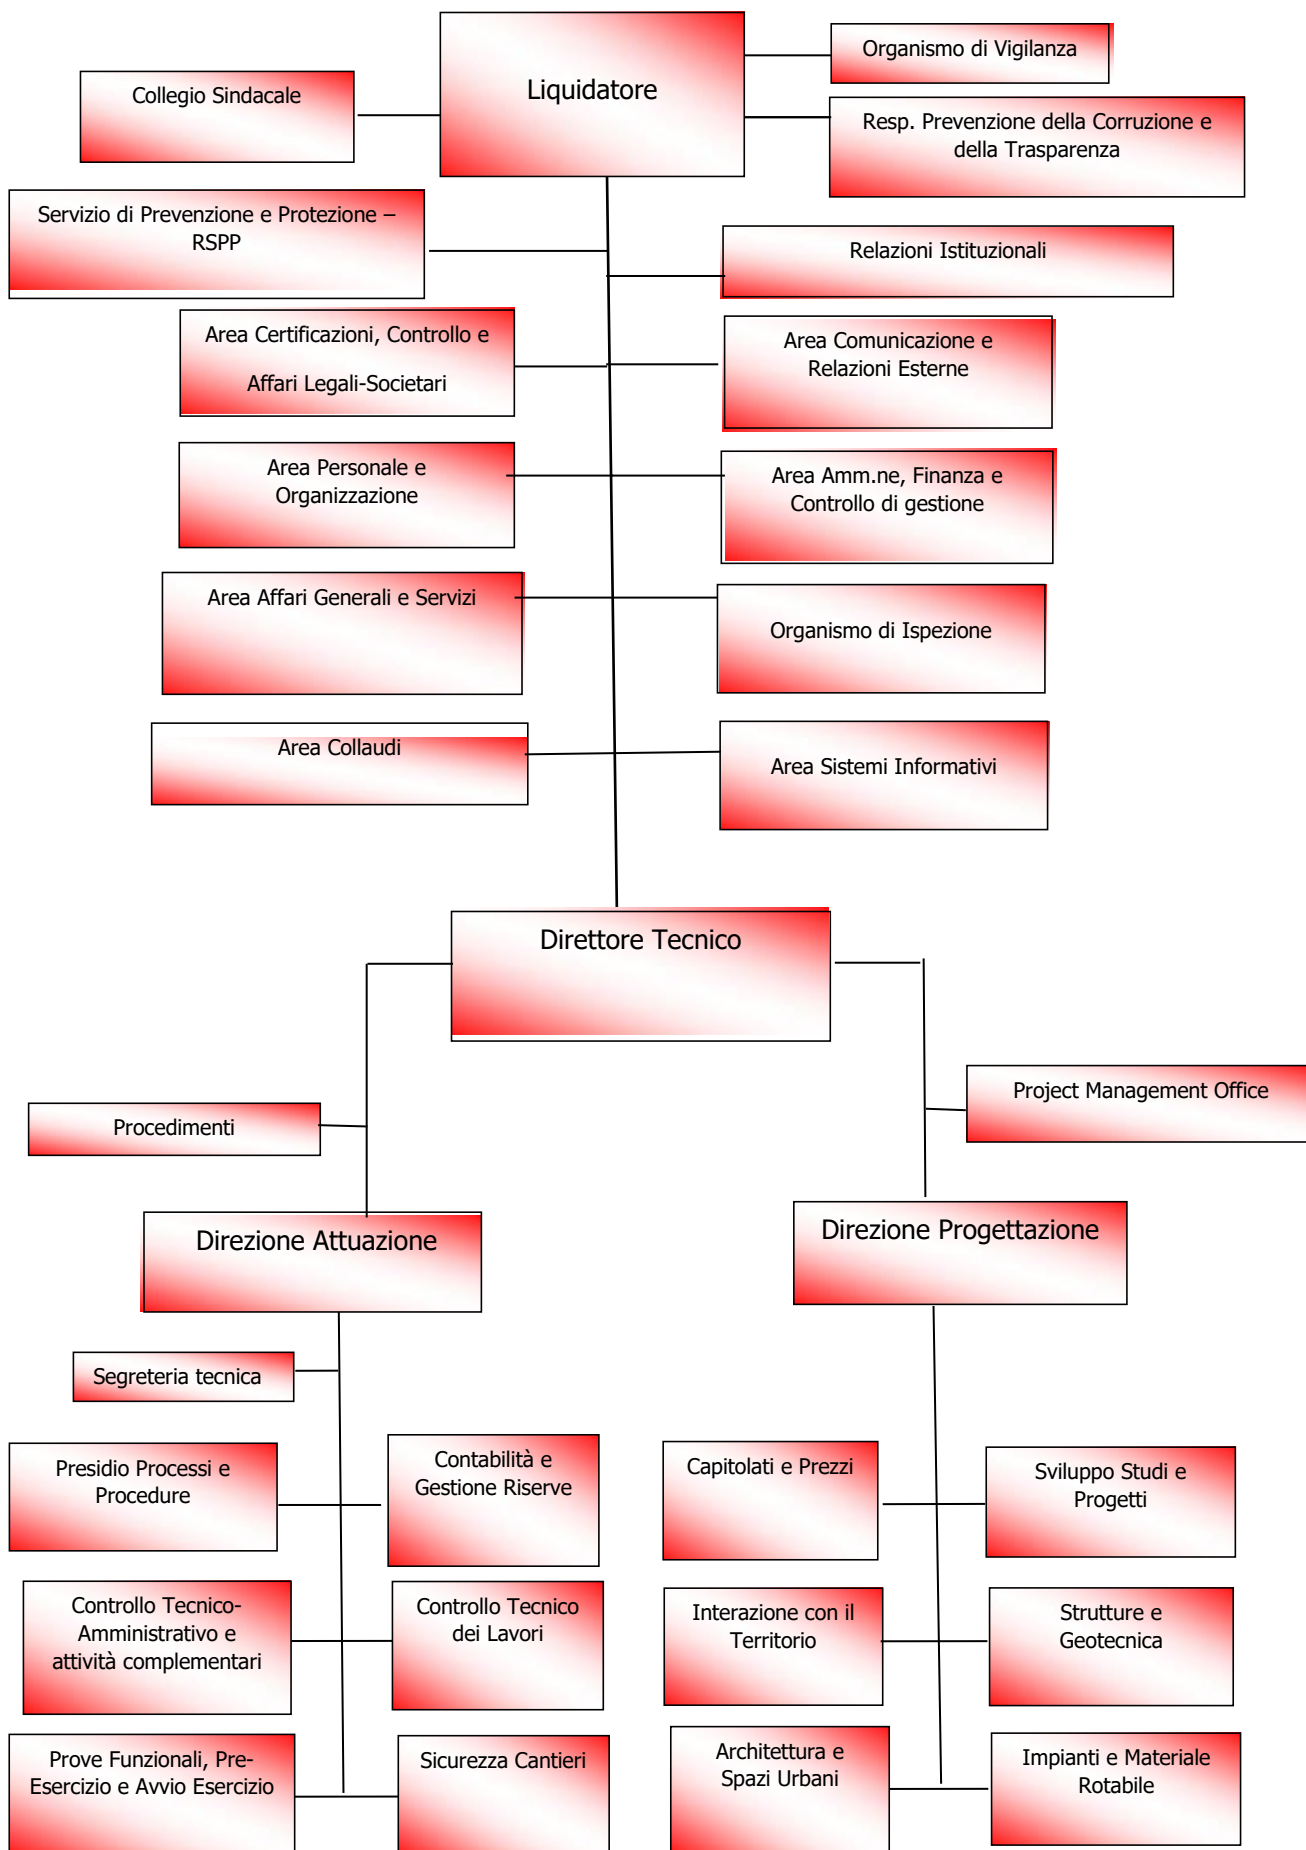 Liquidatore
Organismo di Vigilanza
Collegio Sindacale
Resp. Prevenzione della Corruzione e
della Trasparenza
Servizio di Prevenzione e Protezione –
RSPP
Relazioni Istituzionali
Area Certificazioni, Controllo e
Affari Legali-Societari
Area Comunicazione e
Relazioni Esterne
Area Personale e
Organizzazione
Area Amm.ne, Finanza e
Controllo di gestione
Area Affari Generali e Servizi
Organismo di Ispezione
Area Collaudi
Area Sistemi Informativi
Direttore Tecnico
Project Management Office
Procedimenti
Direzione Attuazione
Direzione Progettazione
Segreteria tecnica
Presidio Processi e
Procedure
Contabilità e
Gestione Riserve
Capitolati e Prezzi
Sviluppo Studi e
Progetti
Controllo Tecnico-
Amministrativo e
attività complementari
Controllo Tecnico
dei Lavori
Interazione con il
Territorio
Strutture e
Geotecnica
Prove Funzionali, Pre-
Esercizio e Avvio Esercizio
Sicurezza Cantieri
Architettura e
Spazi Urbani
Impianti e Materiale
Rotabile